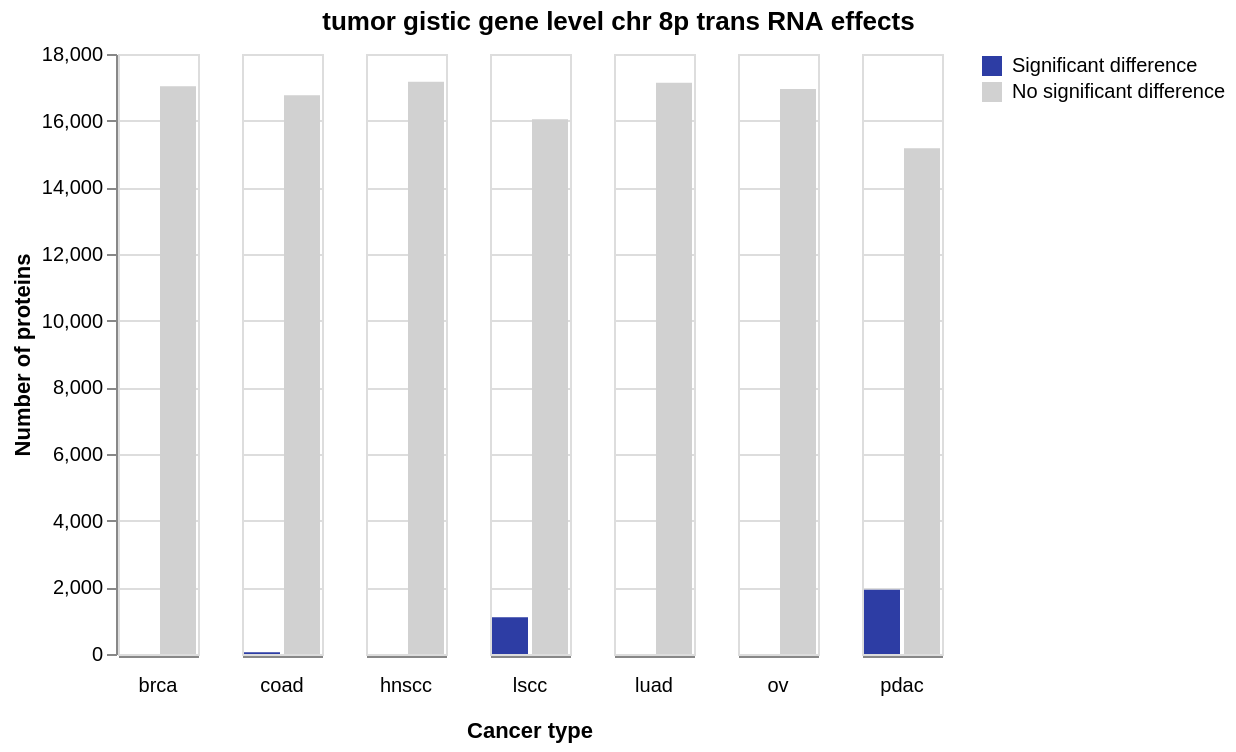 tumor gistic gene level chr 8p trans RNA effects
Significant difference
No significant difference
Number of proteins
18,000
16,000
14,000
12,000
10,000
8,000
6,000
4,000
2,000
0
brca coad hnscc lscc luad ov pdac
Cancer type